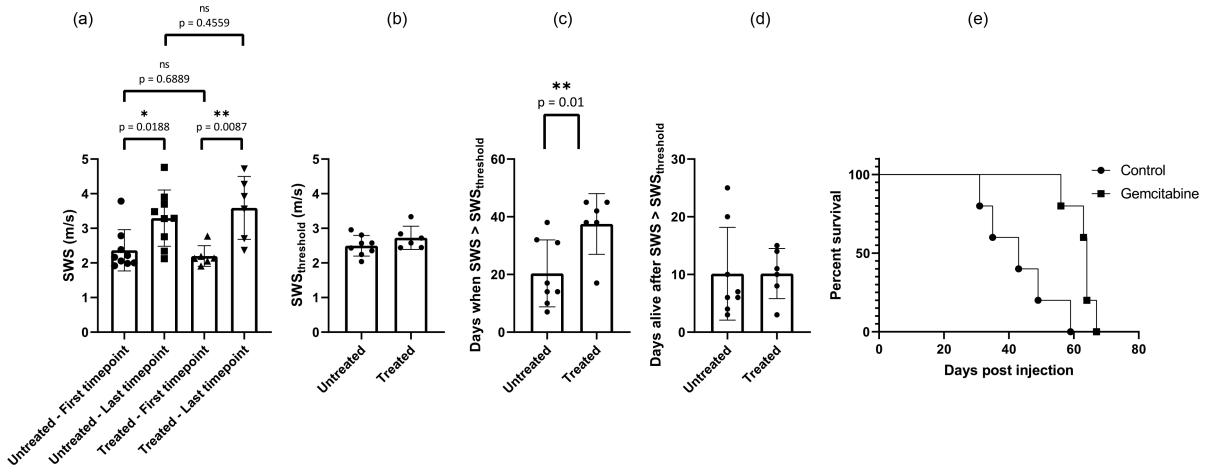 (a)
(b)
(c)
(d)
(e)
ns
p = 0.4559
ns
p = 0.6889
*
p = 0.0188
**
p = 0.0087
SWS (m/s)
5
4
3
2
1
0
Untreated - First timepoint
Untreated - Last timepoint
Treated - First timepoint
Treated - Last timepoint
SWSthreshold (m/s)
5
4
3
2
1
0
Untreated
Treated
**
p = 0.01
Days when SWS > SWSthreshold
60
40
20
0
Untreated
Treated
Days alive after SWS > SWSthreshold
30
20
10
0
Untreated
Treated
Percent survival
100
50
0
0
20
40
60
80
Days post injection
Control
Gemcitabine